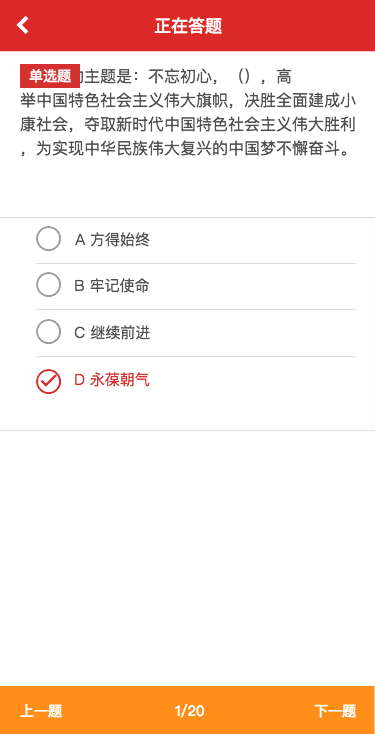 正在答题
单选题 的主题是：不忘初心，（），高
举中国特色社会主义伟大旗帜，决胜全面建成小
康社会，夺取新时代中国特色社会主义伟大胜利
，为实现中华民族伟大复兴的中国梦不懈奋斗。
A 方得始终
B 牢记使命
C 继续前进
D 永葆朝气
上一题 1/20 下一题